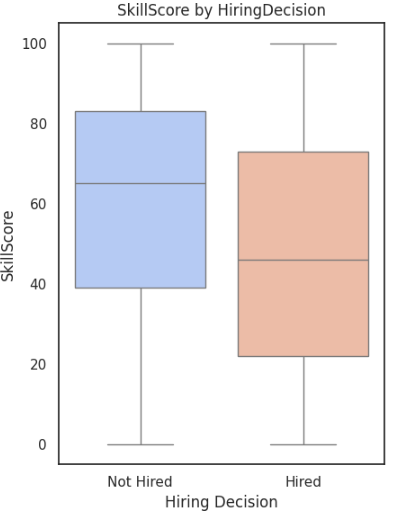 SkillScore by HiringDecision
100
80
60
40
20
0
SkillScore
Not Hired
Hired
Hiring Decision